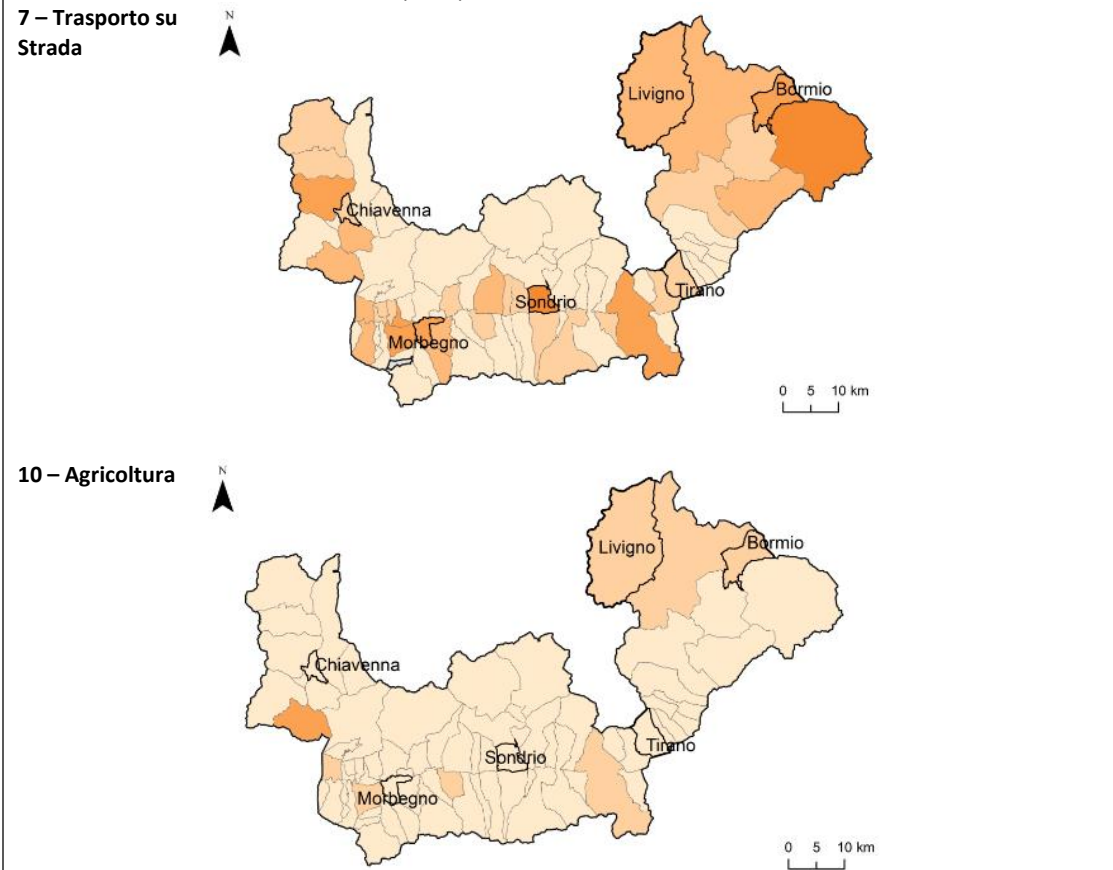 7 – Trasporto su
Strada
N
Livigno
Bormio
Chiavenna
Tirano
Sondrio
Morbegno
0 5 10 km
10 – Agricoltura
N
Livigno
Bormio
Chiavenna
Tirano
Sondrio
Morbegno
0 5 10 km